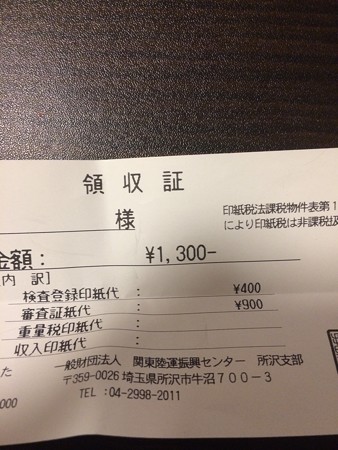 領収証
様
印紙税法課税物件表第1
により印紙税は非課税扱
金額： ¥1,300-
内 訳］
検査登録印紙代 ： ¥400
審査証紙代 ： ¥900
重量税印紙代 ：
収入印紙代 ：
た 一般財団法人 関東陸運振興センター 所沢支部
〒359-0026 埼玉県所沢市牛沼７００－３
TEL :04-2998-2011
000